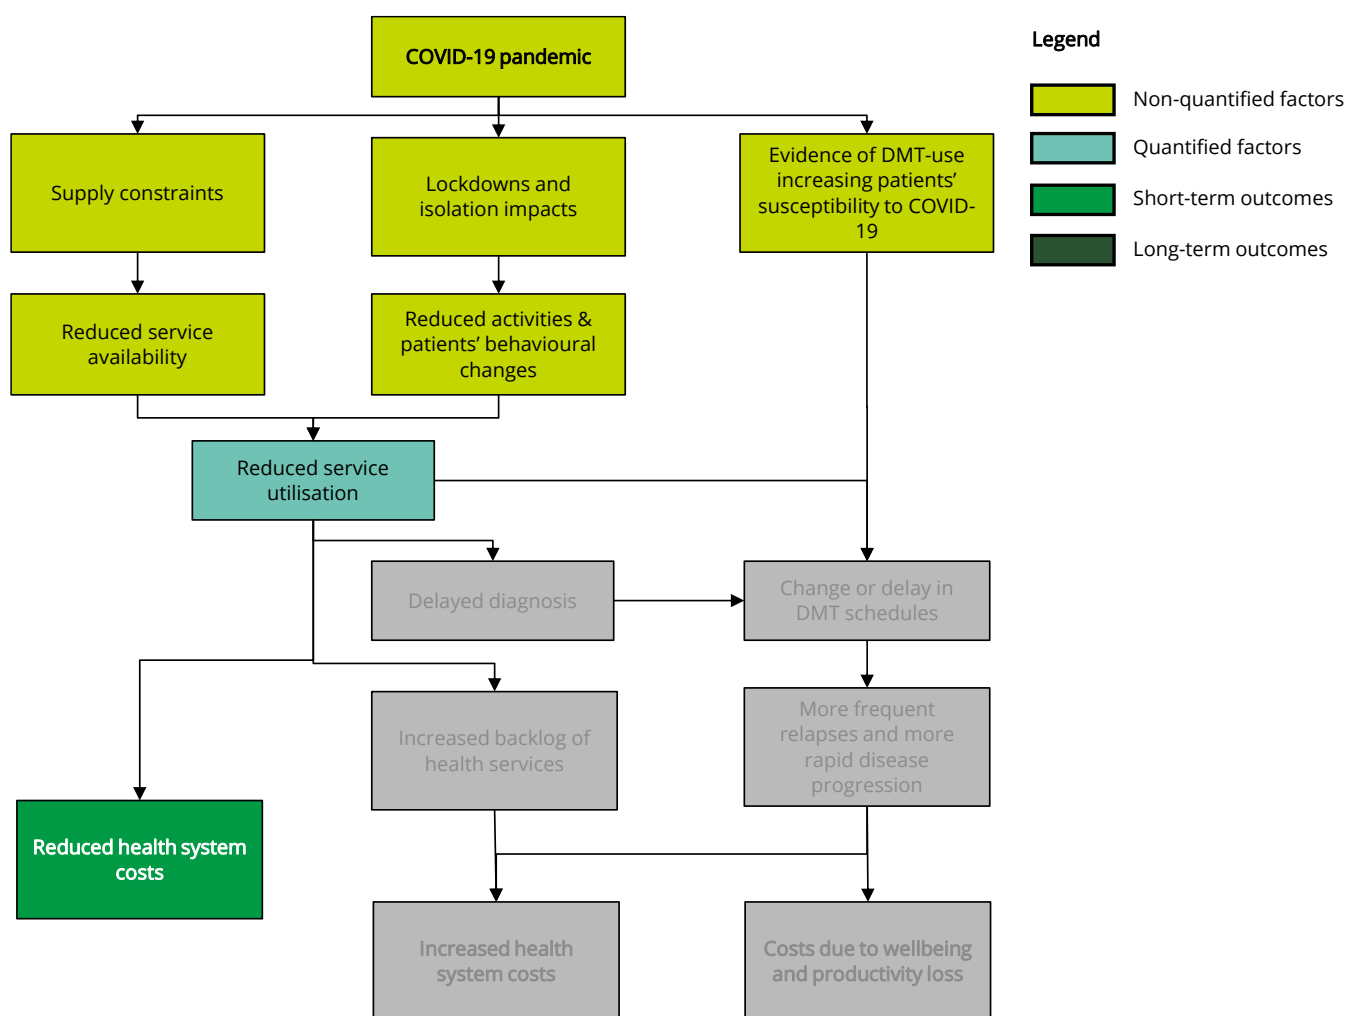 COVID-19 pandemic
Legend
Non-quantified factors
Quantified factors
Short-term outcomes
Long-term outcomes
Supply constraints
Lockdowns and
isolation impacts
Evidence of DMT-use
increasing patients’
susceptibility to COVID-
19
Reduced service
availability
Reduced activities &
patients’ behavioural
changes
Reduced service
utilisation
Delayed diagnosis
Change or delay in
DMT schedules
Increased backlog of
health services
More frequent
relapses and more
rapid disease
progression
Reduced health system
costs
Increased health
system costs
Costs due to wellbeing
and productivity loss